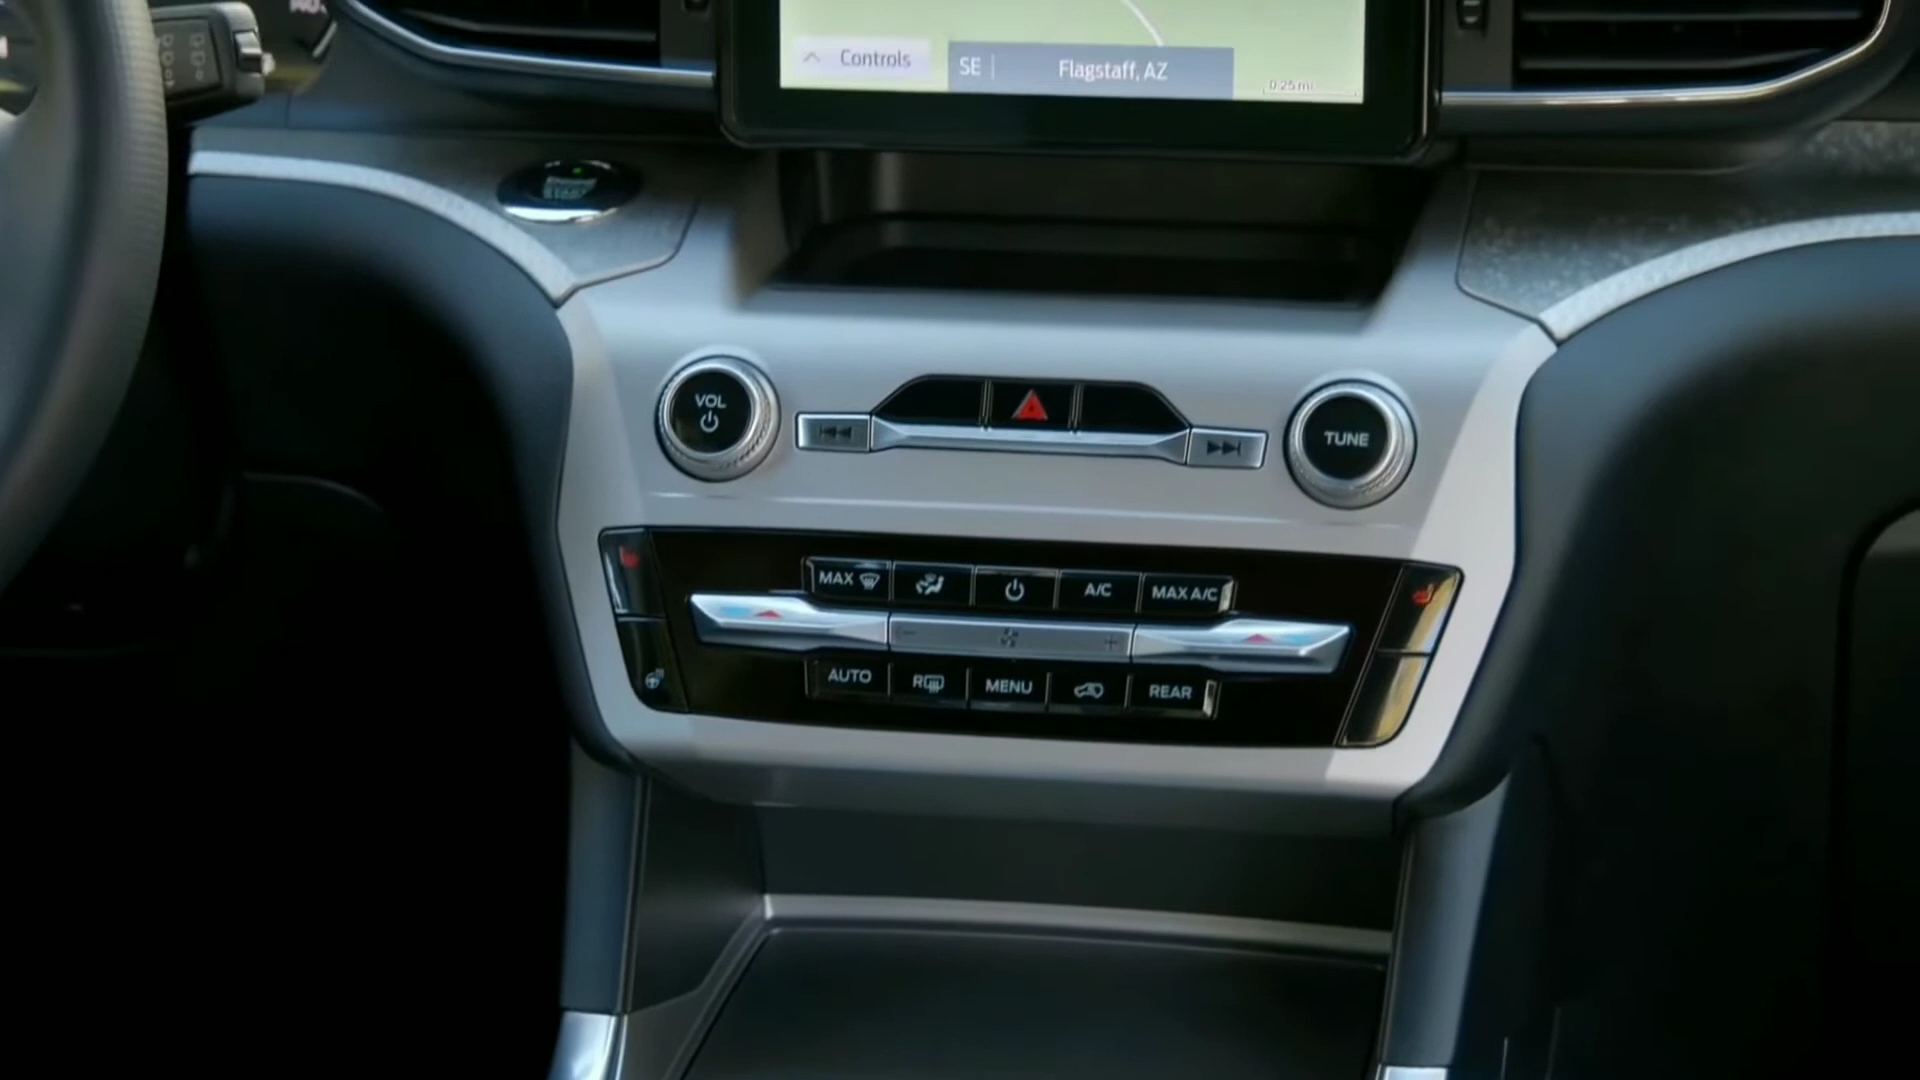 Controls
SE
Flagstaff, AZ
0.25 mi
VOL
TUNE
MAX
A/C
MAX A/C
- +
AUTO
R
MENU
REAR